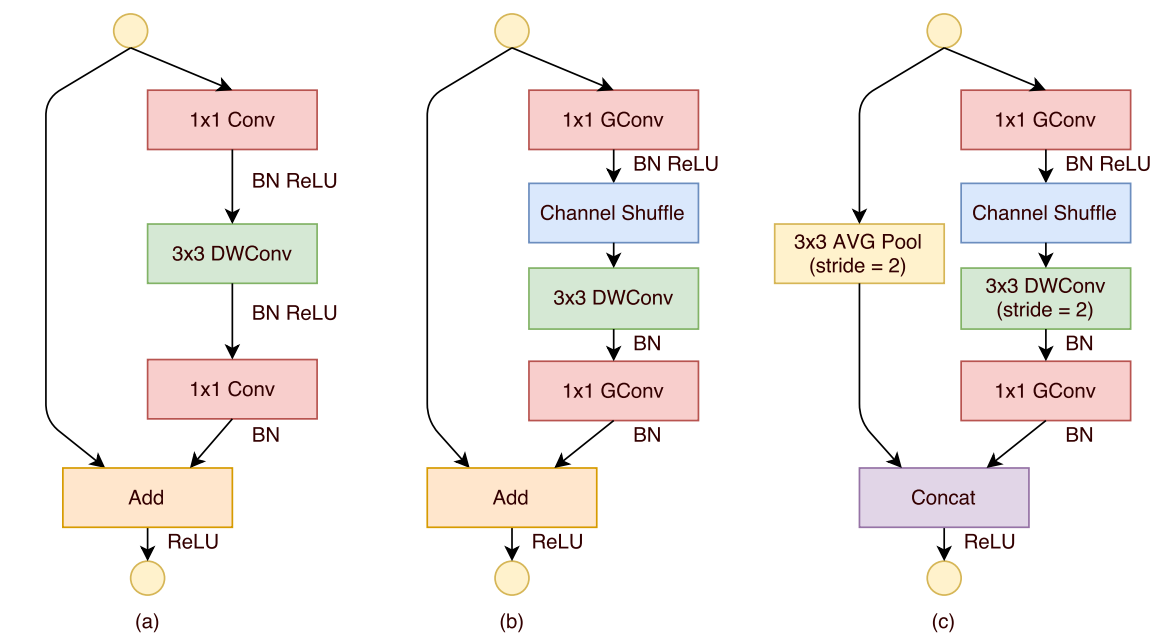 1x1 Conv
BN ReLU
3x3 DWConv
BN ReLU
1x1 Conv
BN
Add
ReLU
(a)
1x1 GConv
BN ReLU
Channel Shuffle
3x3 DWConv
BN
1x1 GConv
BN
Add
ReLU
(b)
1x1 GConv
BN ReLU
Channel Shuffle
3x3 AVG Pool
(stride = 2)
3x3 DWConv
(stride = 2)
BN
1x1 GConv
BN
Concat
ReLU
(c)